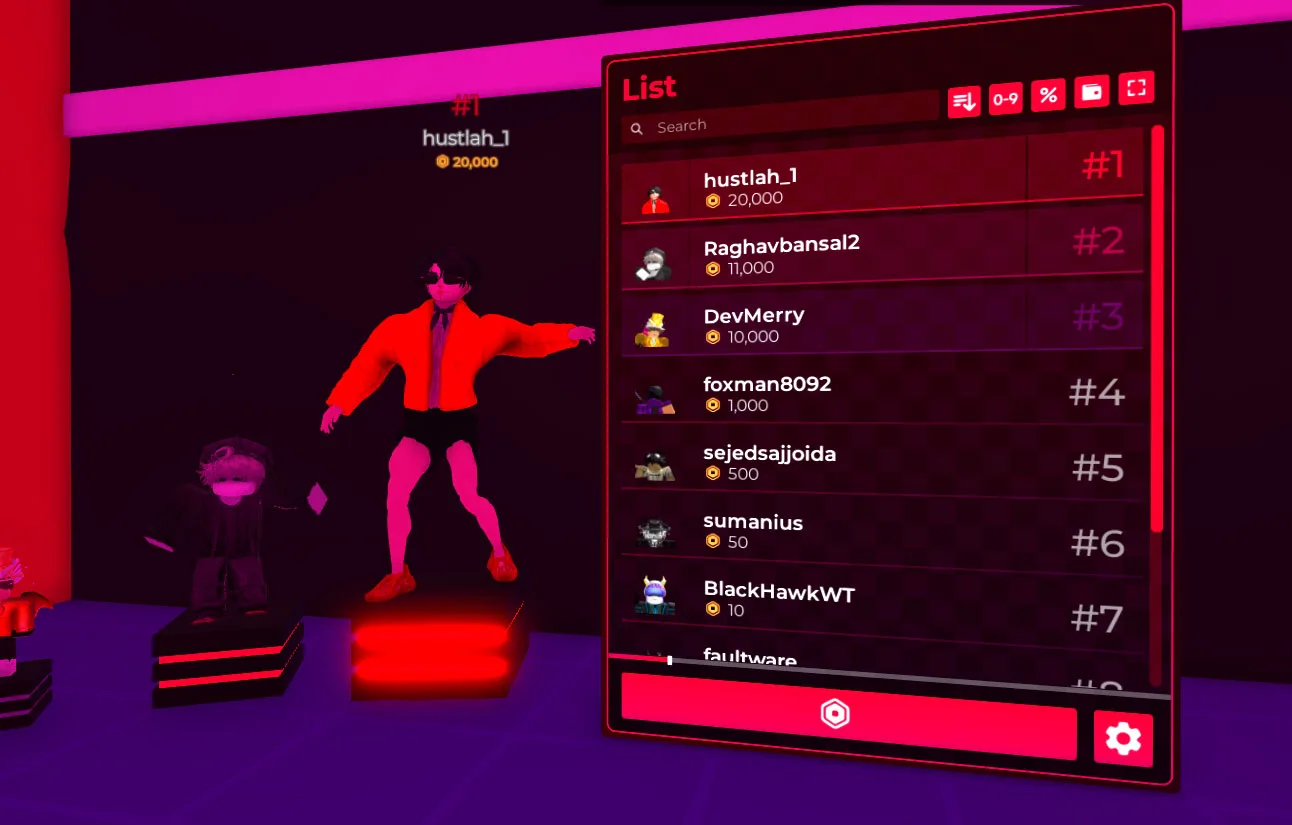 #1
hustlah_1
20,000
List
Search
0-9
%
hustlah_1
20,000
#1
Raghavbansal2
11,000
#2
DevMerry
10,000
#3
foxman8092
1,000
#4
sejedsajjoida
500
#5
sumanius
50
#6
BlackHawkWT
10
#7
faultware
#8